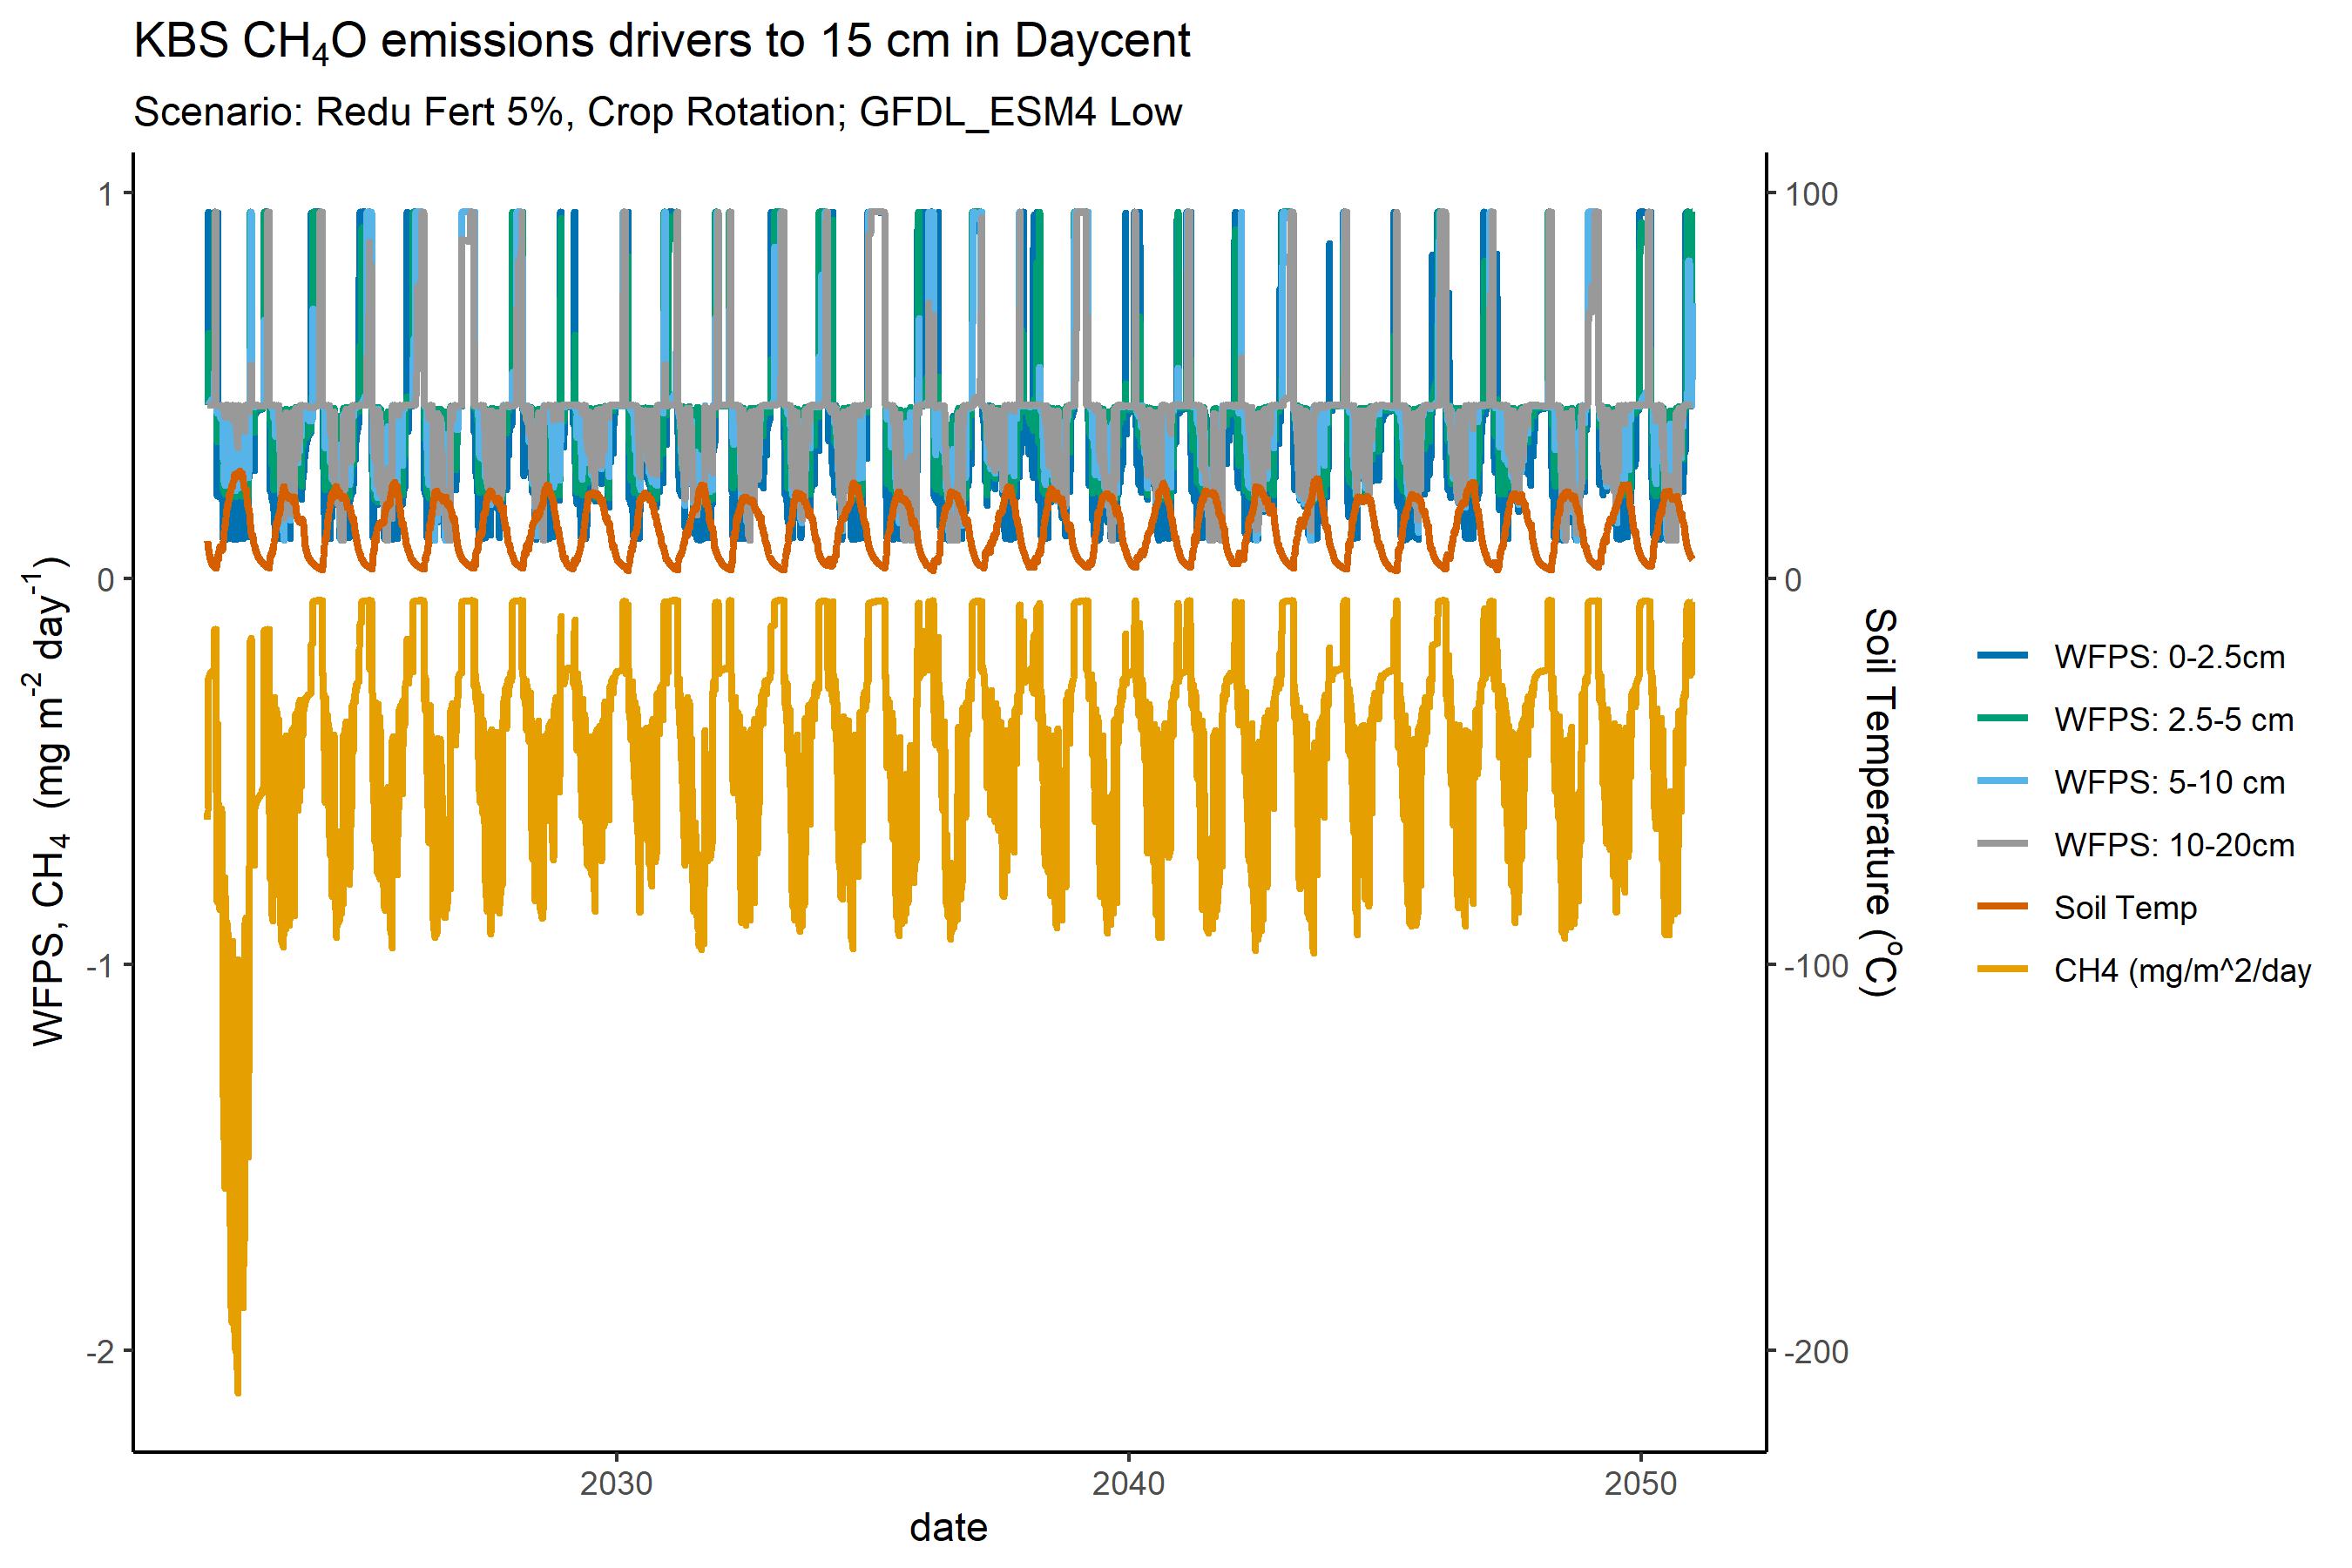 KBS CH₄O emissions drivers to 15 cm in Daycent
Scenario: Redu Fert 5%, Crop Rotation; GFDL_ESM4 Low
1
0
-1
-2
WFPS, CH₄ (mg m⁻² day⁻¹)
100
0
-100
-200
Soil Temperature (°C)
WFPS: 0-2.5cm
WFPS: 2.5-5 cm
WFPS: 5-10 cm
WFPS: 10-20cm
Soil Temp
CH4 (mg/m^2/day
2030
2040
2050
date